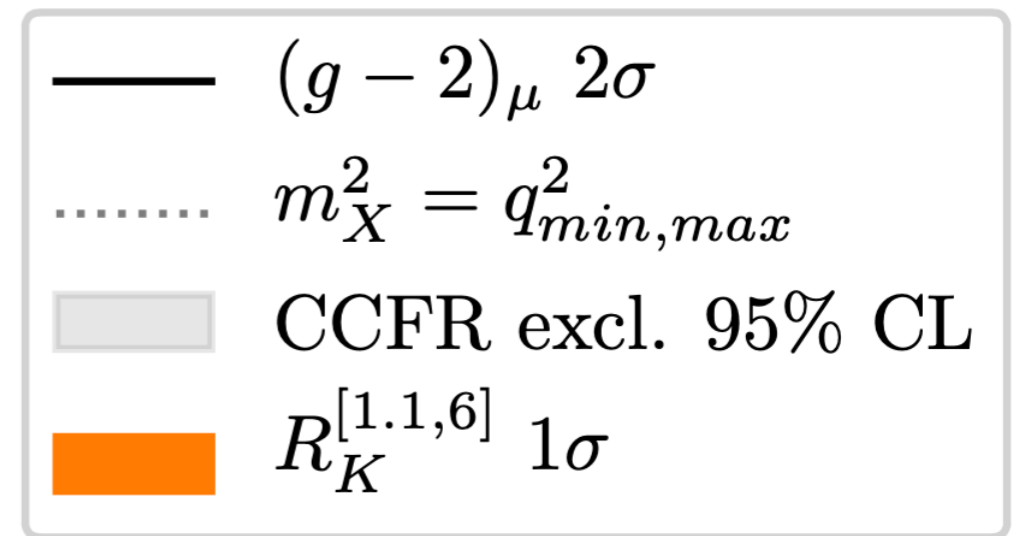 (g − 2)_μ 2σ
m_X^2 = q_{min,max}^2
CCFR excl. 95% CL
R_K^{[1.1,6]} 1σ